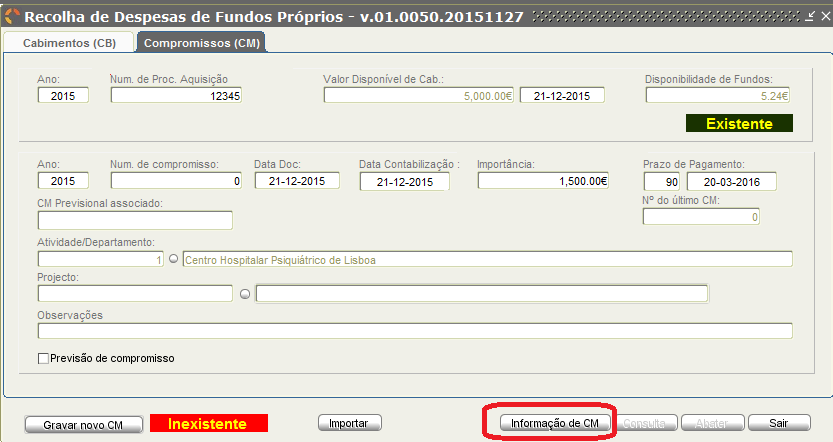 Recolha de Despesas de Fundos Próprios - v.01.0050.20151127
Cabimentos (CB) Compromissos (CM)
Ano: Num. de Proc. Aquisição Valor Disponível de Cab.: Disponibilidade de Fundos:
2015 12345 5,000.00€ 21-12-2015 5.24€
Existente
Ano: Num. de compromisso: Data Doc: Data Contabilização : Importância: Prazo de Pagamento:
2015 0 21-12-2015 21-12-2015 1,500.00€ 90 20-03-2016
CM Previsional associado: Nº do último CM:
0
Atividade/Departamento:
1 Centro Hospitalar Psiquiátrico de Lisboa
Projecto:
Observações
Previsão de compromisso
Gravar novo CM Inexistente Importar Informação de CM Consulta Abater Sair